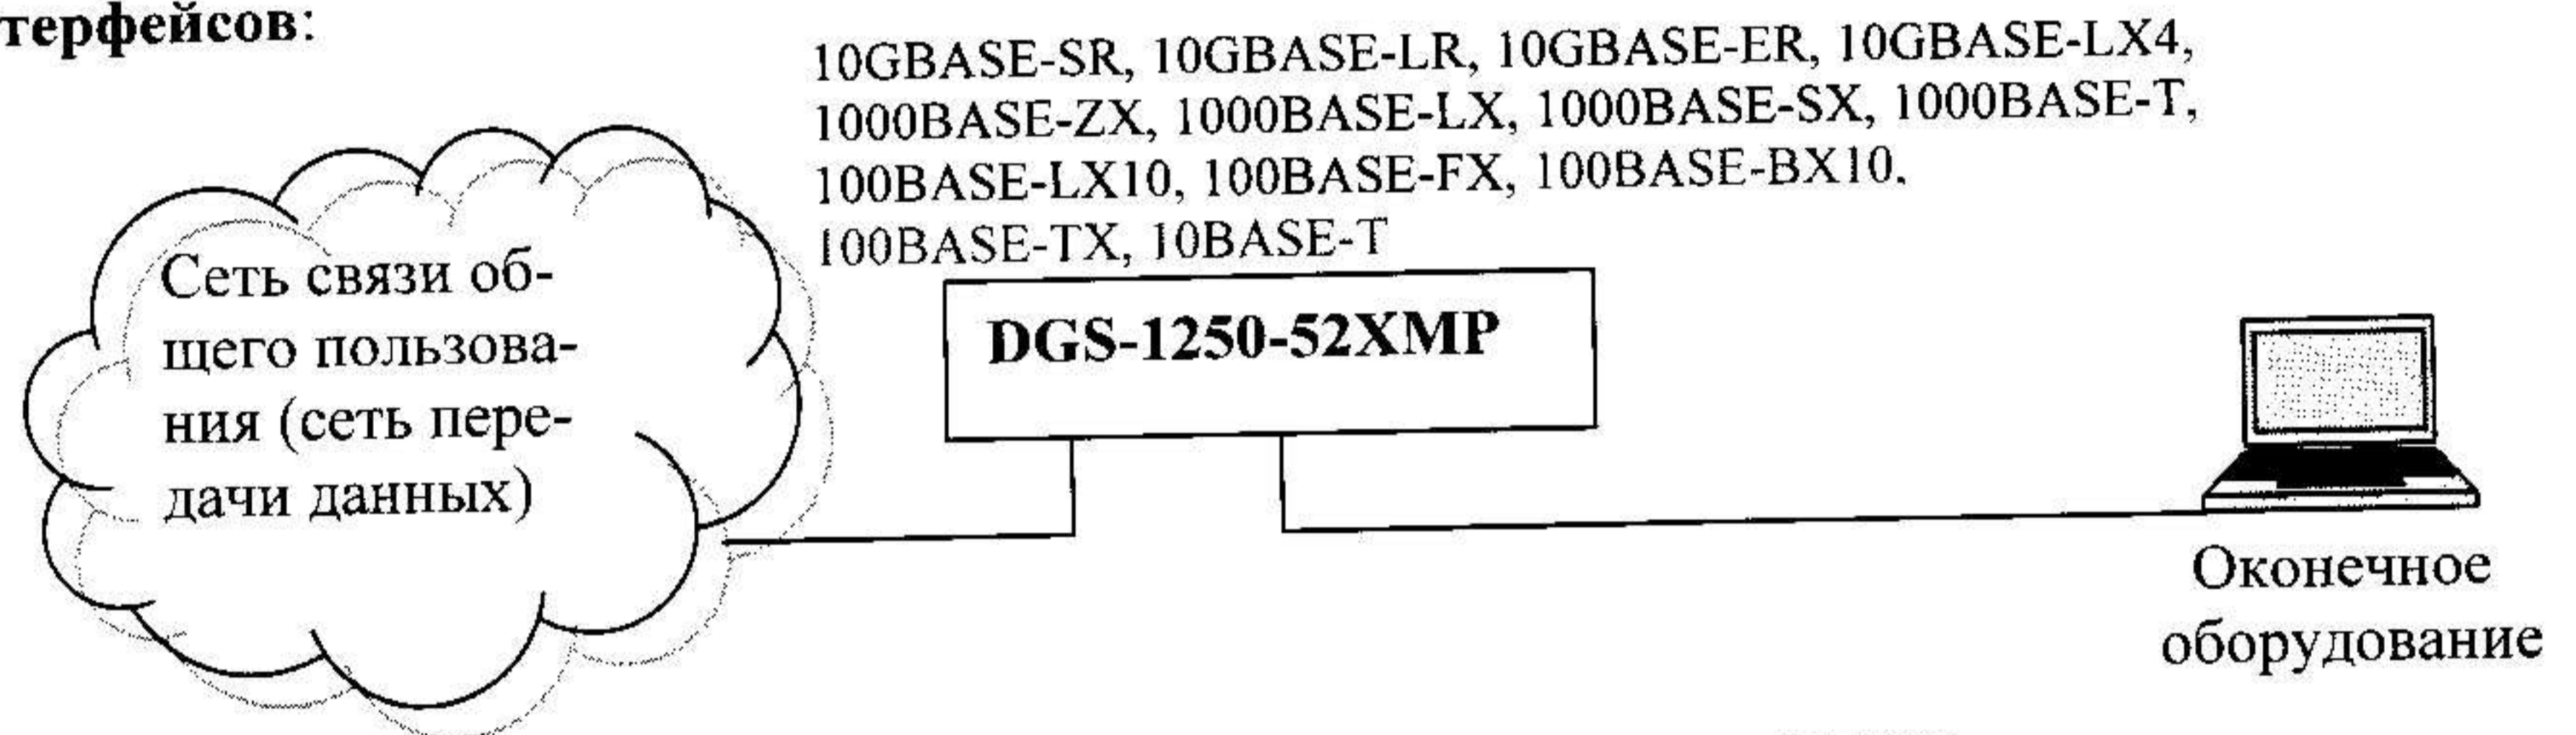 терфейсов:
10GBASE-SR, 10GBASE-LR, 10GBASE-ER, 10GBASE-LX4,
1000BASE-ZX, 1000BASE-LX, 1000BASE-SX, 1000BASE-T,
100BASE-LX10, 100BASE-FX, 100BASE-BX10.
100BASE-TX, 10BASE-T
Сеть связи об-
щего пользова-
ния (сеть пере-
дачи данных)
DGS-1250-52XMP
Оконечное
оборудование